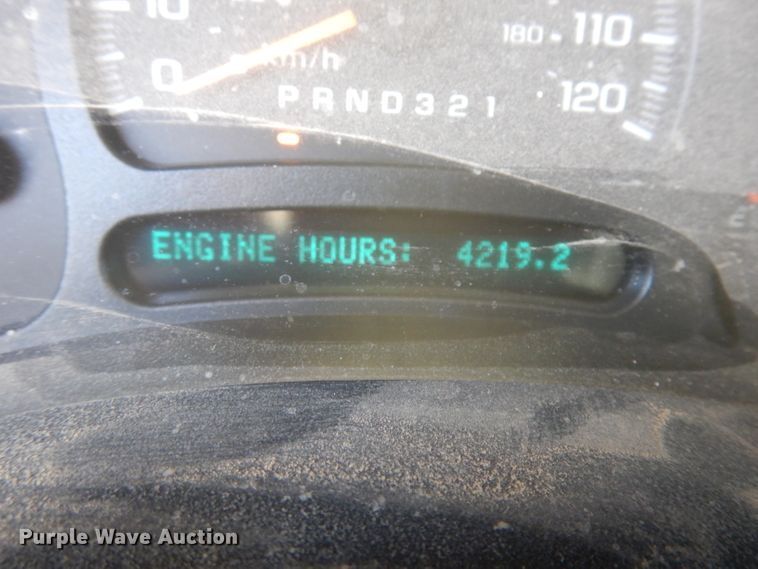 10
0
km/h
180 110
120
PRND321
ENGINE HOURS: 4219.2
Purple Wave Auction